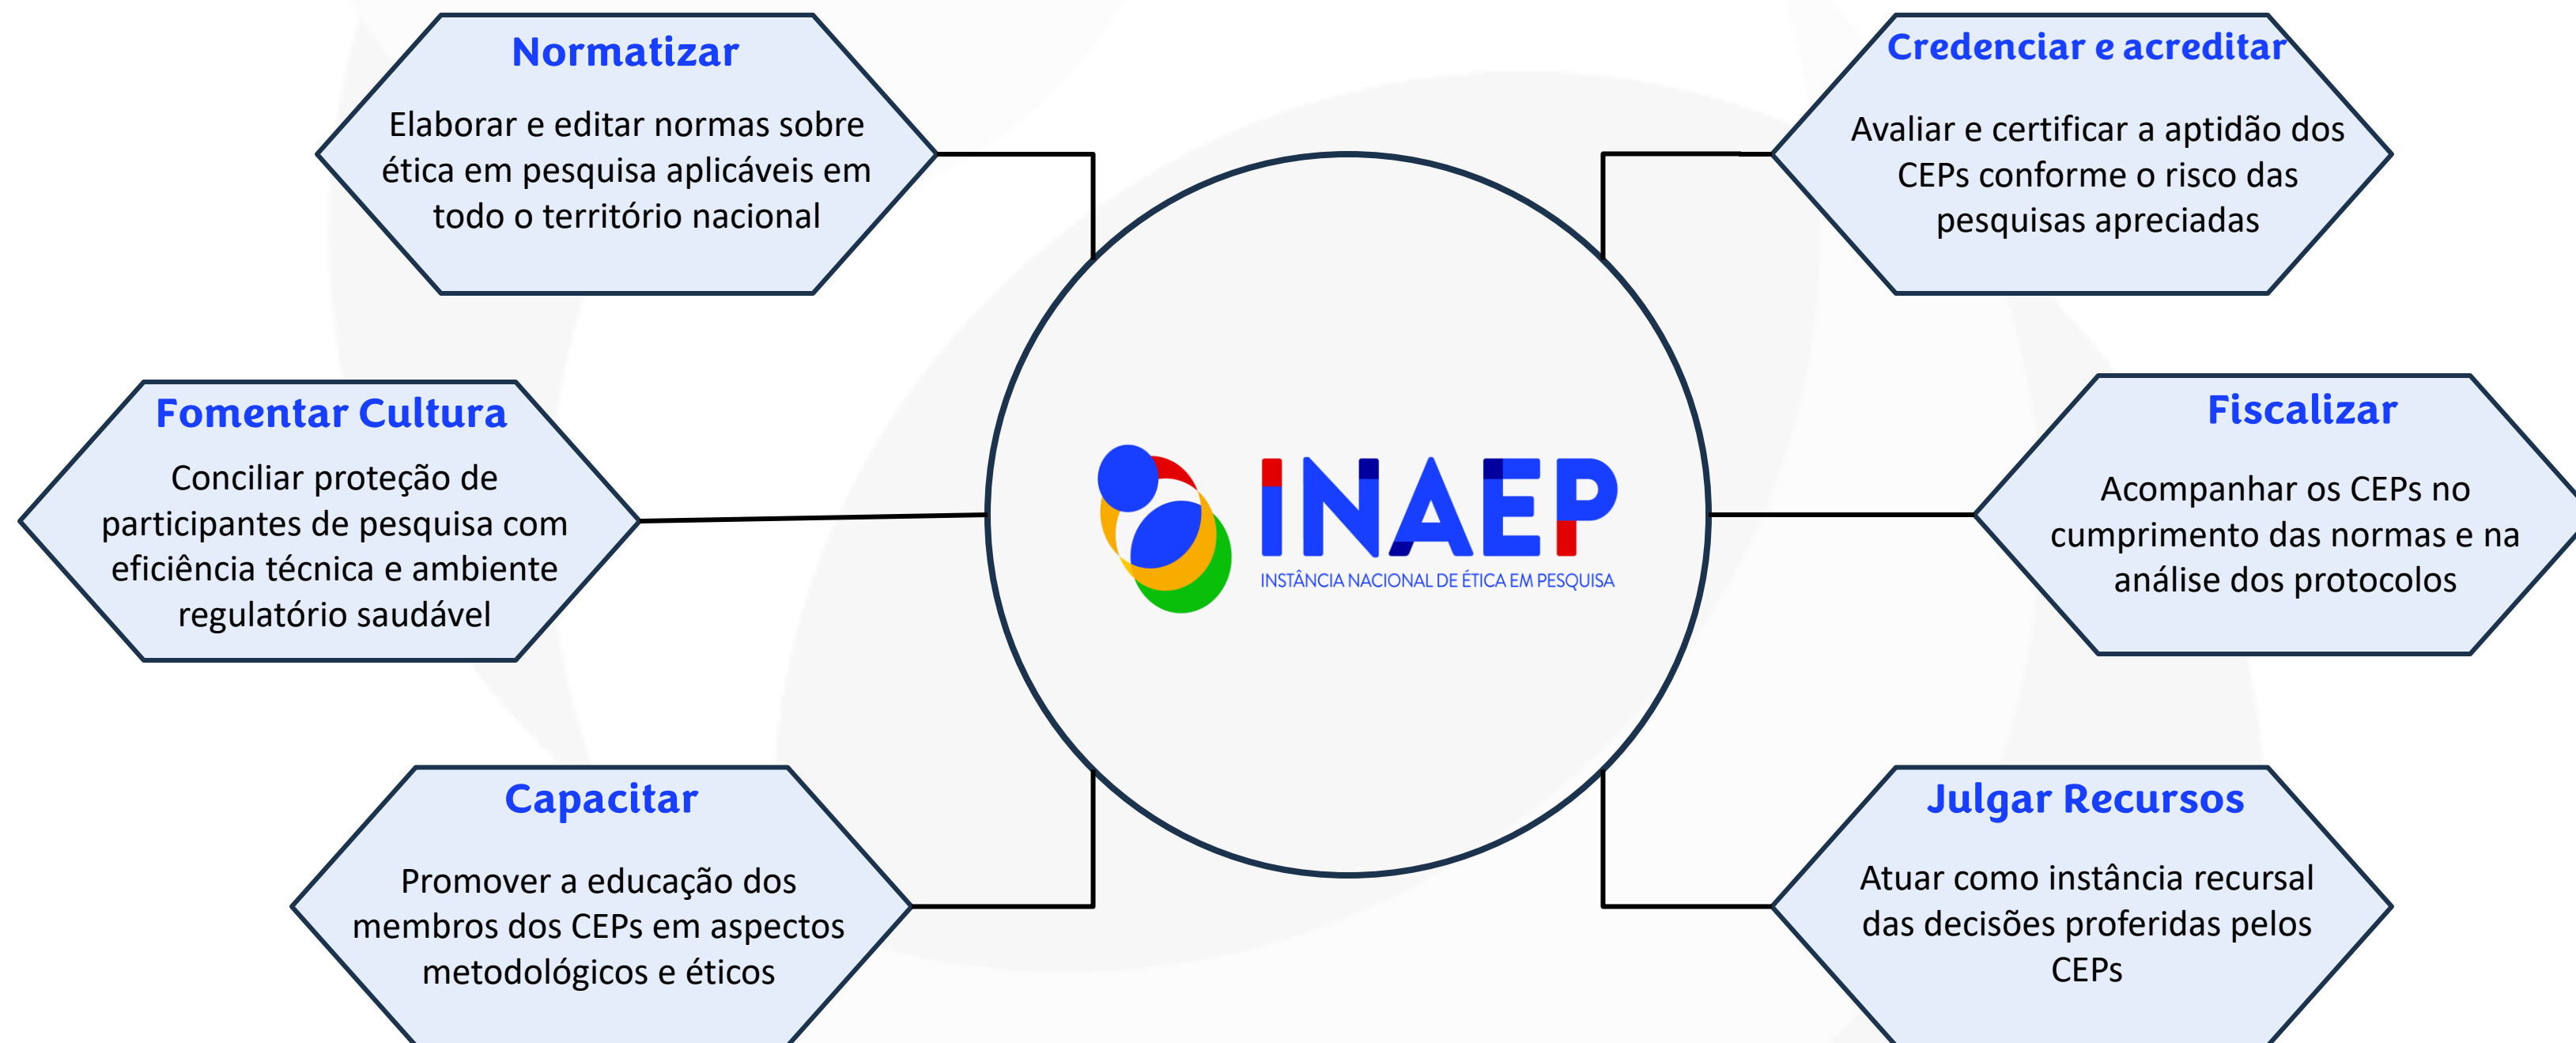 Normatizar
Elaborar e editar normas sobre
ética em pesquisa aplicáveis em
todo o território nacional
Credenciar e acreditar
Avaliar e certificar a aptidão dos
CEPs conforme o risco das
pesquisas apreciadas
Fomentar Cultura
Conciliar proteção de
participantes de pesquisa com
eficiência técnica e ambiente
regulatório saudável
INAEP
INSTÂNCIA NACIONAL DE ÉTICA EM PESQUISA
Fiscalizar
Acompanhar os CEPs no
cumprimento das normas e na
análise dos protocolos
Capacitar
Promover a educação dos
membros dos CEPs em aspectos
metodológicos e éticos
Julgar Recursos
Atuar como instância recursal
das decisões proferidas pelos
CEPs